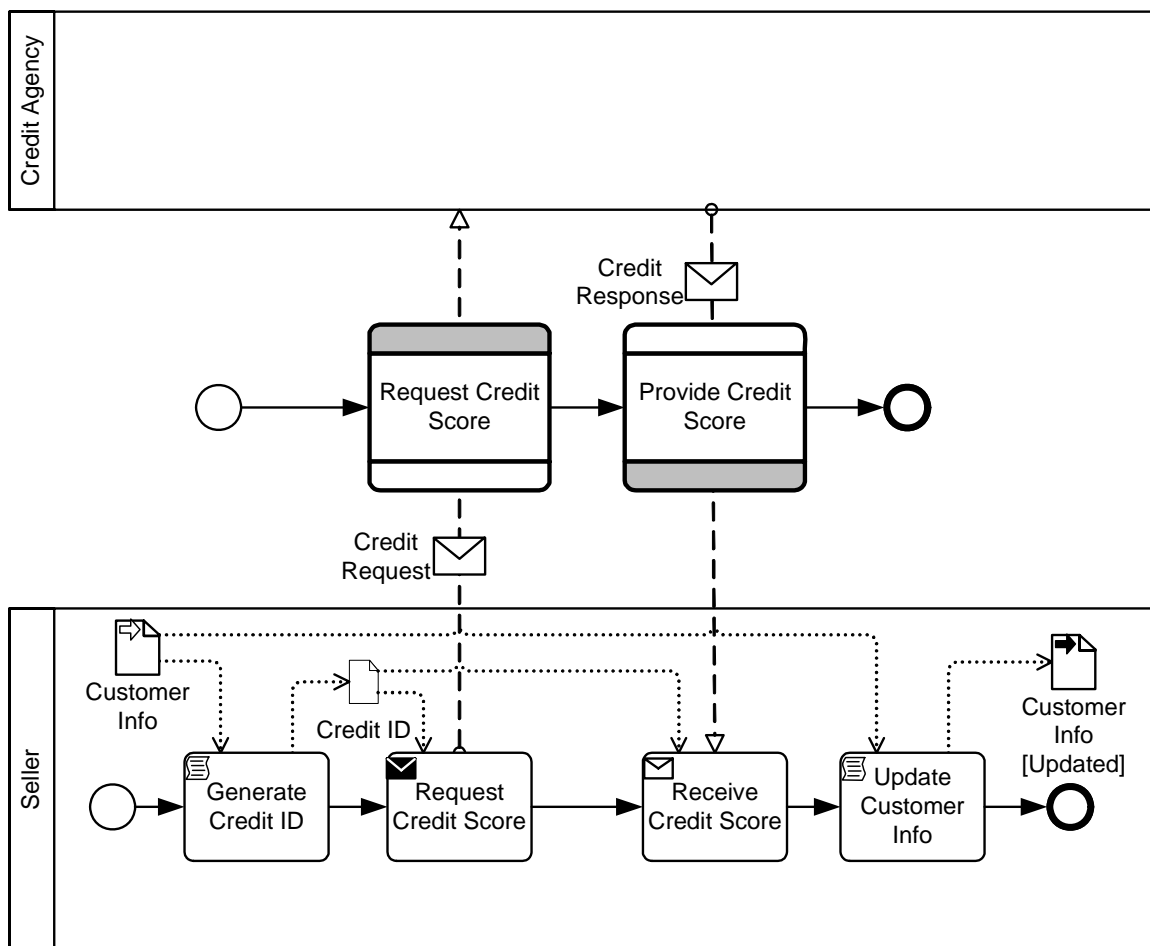 Credit Agency
Credit
Response
Request Credit
Score
Provide Credit
Score
Credit
Request
Seller
Customer
Info
Credit ID
Customer
Info
[Updated]
Generate
Credit ID
Request
Credit Score
Receive
Credit Score
Update
Customer
Info